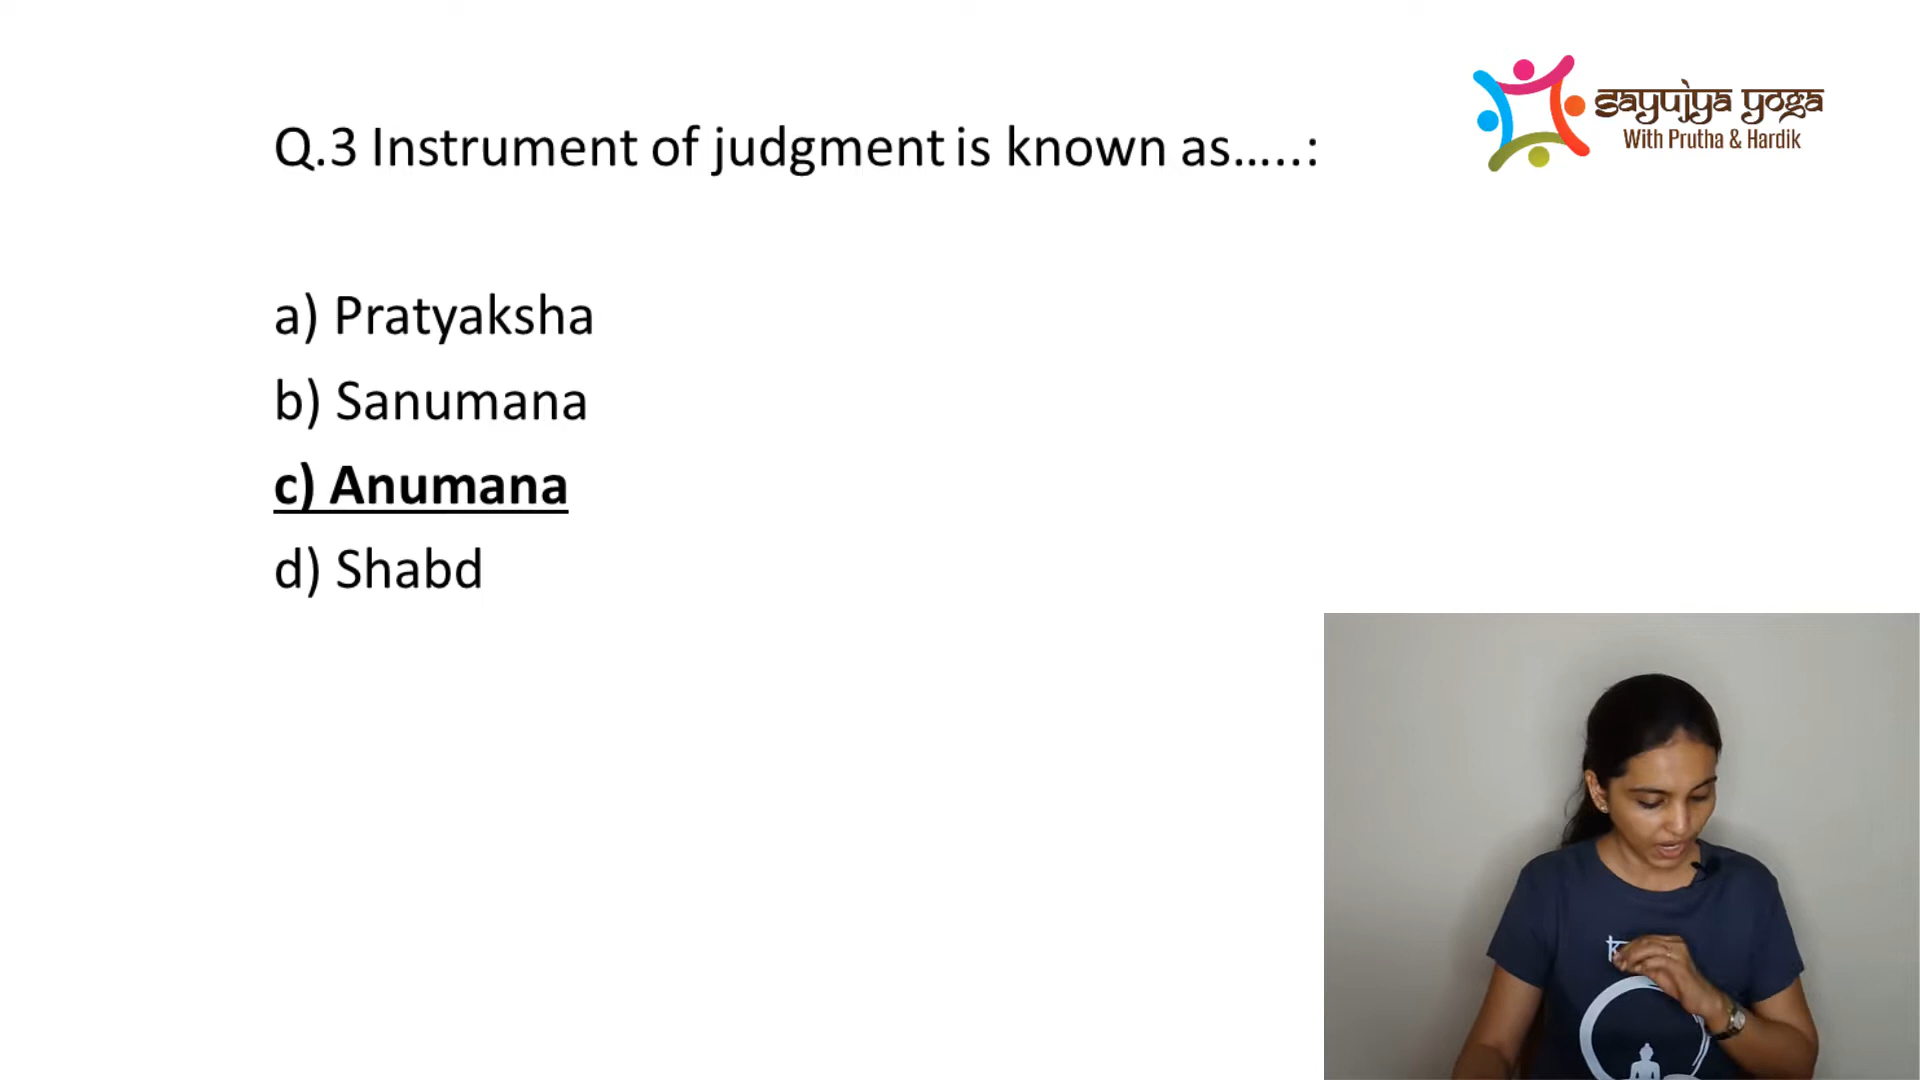 sayujya yoga
With Prutha & Hardik
Q.3 Instrument of judgment is known as…..:
a) Pratyaksha
b) Sanumana
c) Anumana
d) Shabd